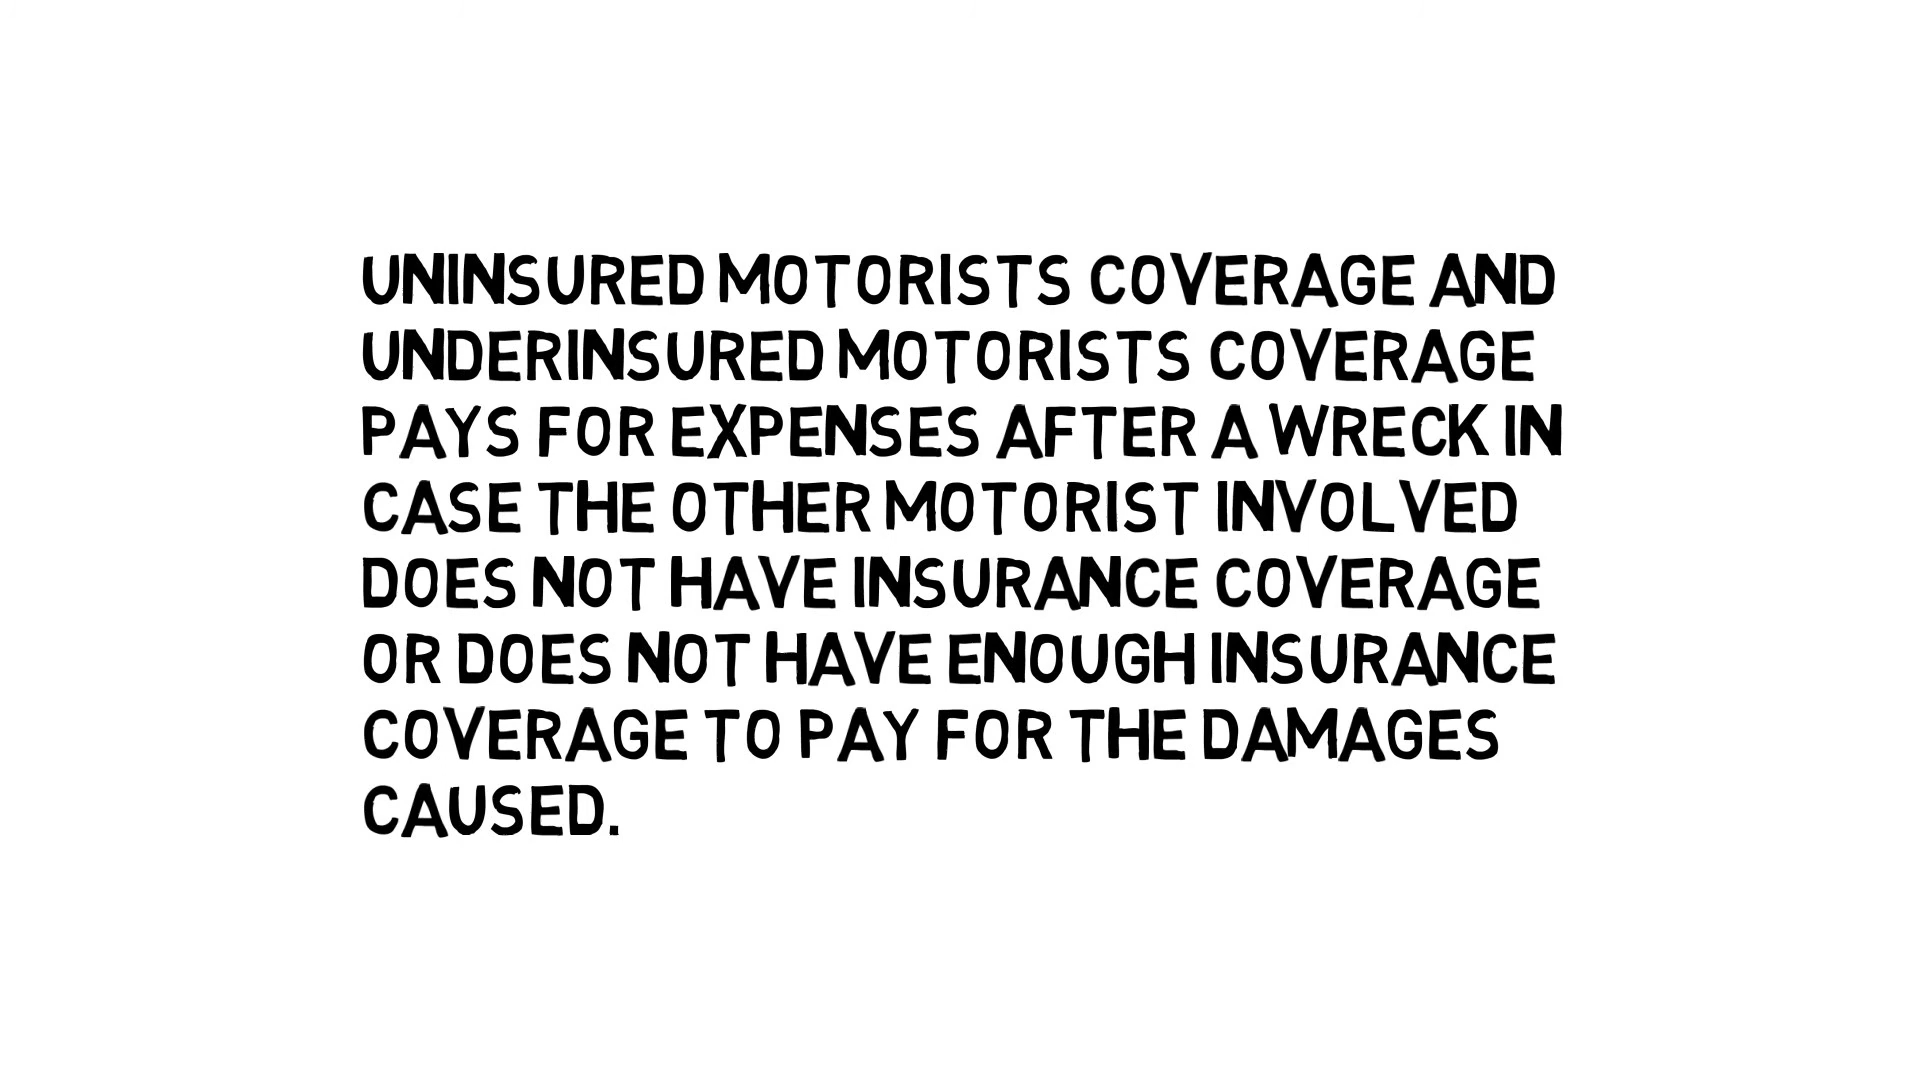 UNINSURED MOTORISTS COVERAGE AND
UNDERINSURED MOTORISTS COVERAGE
PAYS FOR EXPENSES AFTER A WRECK IN
CASE THE OTHER MOTORIST INVOLVED
DOES NOT HAVE INSURANCE COVERAGE
OR DOES NOT HAVE ENOUGH INSURANCE
COVERAGE TO PAY FOR THE DAMAGES
CAUSED.